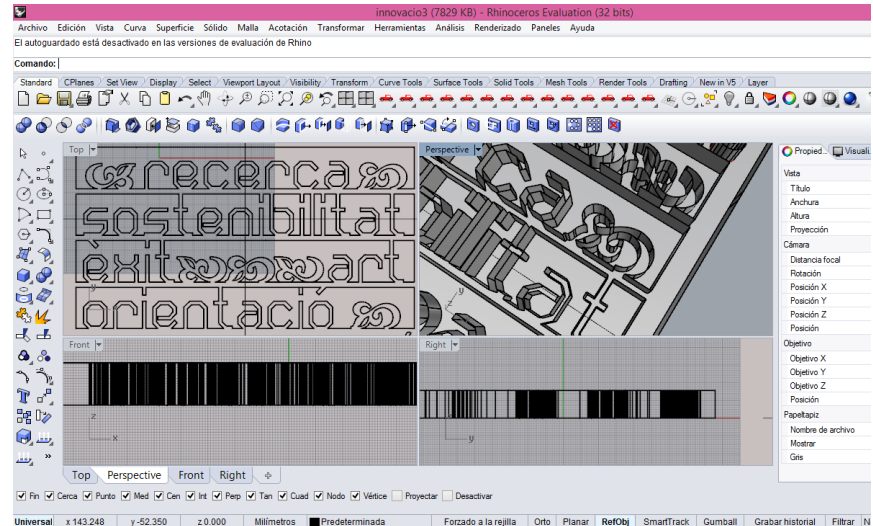 innovacio3 (7829 KB) - Rhinoceros Evaluation (32 bits)
Archivo Edición Vista Curva Superficie Sólido Malla Acotación Transformar Herramientas Análisis Renderizado Paneles Ayuda
El autoguardado está desactivado en las versiones de evaluación de Rhino
Comando:
Standard CPlanes Set View Display Select Viewport Layout Visibility Transform Curve Tools Surface Tools Solid Tools Mesh Tools Render Tools Drafting New in V5 Layer
Top
recerca
sostenibilitat
èxit art
orientació
Perspective
Front
z
x
Right
z
y
Propied... Visuali...
Vista
Título
Anchura
Altura
Proyección
Cámara
Distancia focal
Rotación
Posición X
Posición Y
Posición Z
Posición
Objetivo
Objetivo X
Objetivo Y
Objetivo Z
Posición
Papeltapiz
Nombre de archivo
Mostrar
Gris
Top Perspective Front Right
Fin Cerca Punto Med Cen Int Perp Tan Cuad Nodo Vértice Proyectar Desactivar
Universal x 143.248 y -52.350 z 0.000 Milímetros Predeterminada Forzado a la rejilla Orto Planar RefObj SmartTrack Gumball Grabar historial Filtrar